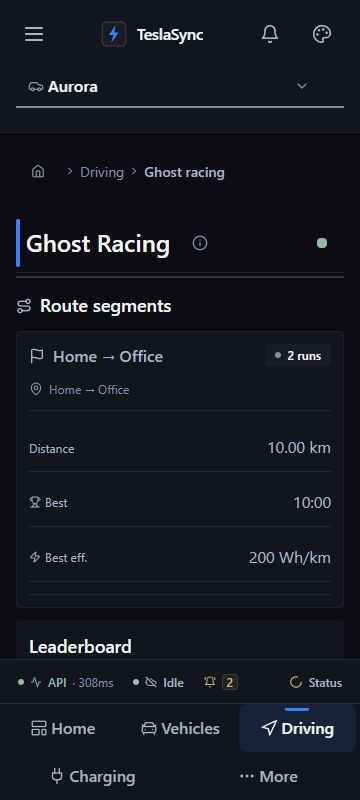 TeslaSync
Aurora
Driving
Ghost racing
Ghost Racing
Route segments
Home → Office
2 runs
Home → Office
Distance
10.00 km
Best
10:00
Best eff.
200 Wh/km
Leaderboard
API · 308ms
Idle
2
Status
Home
Vehicles
Driving
Charging
More